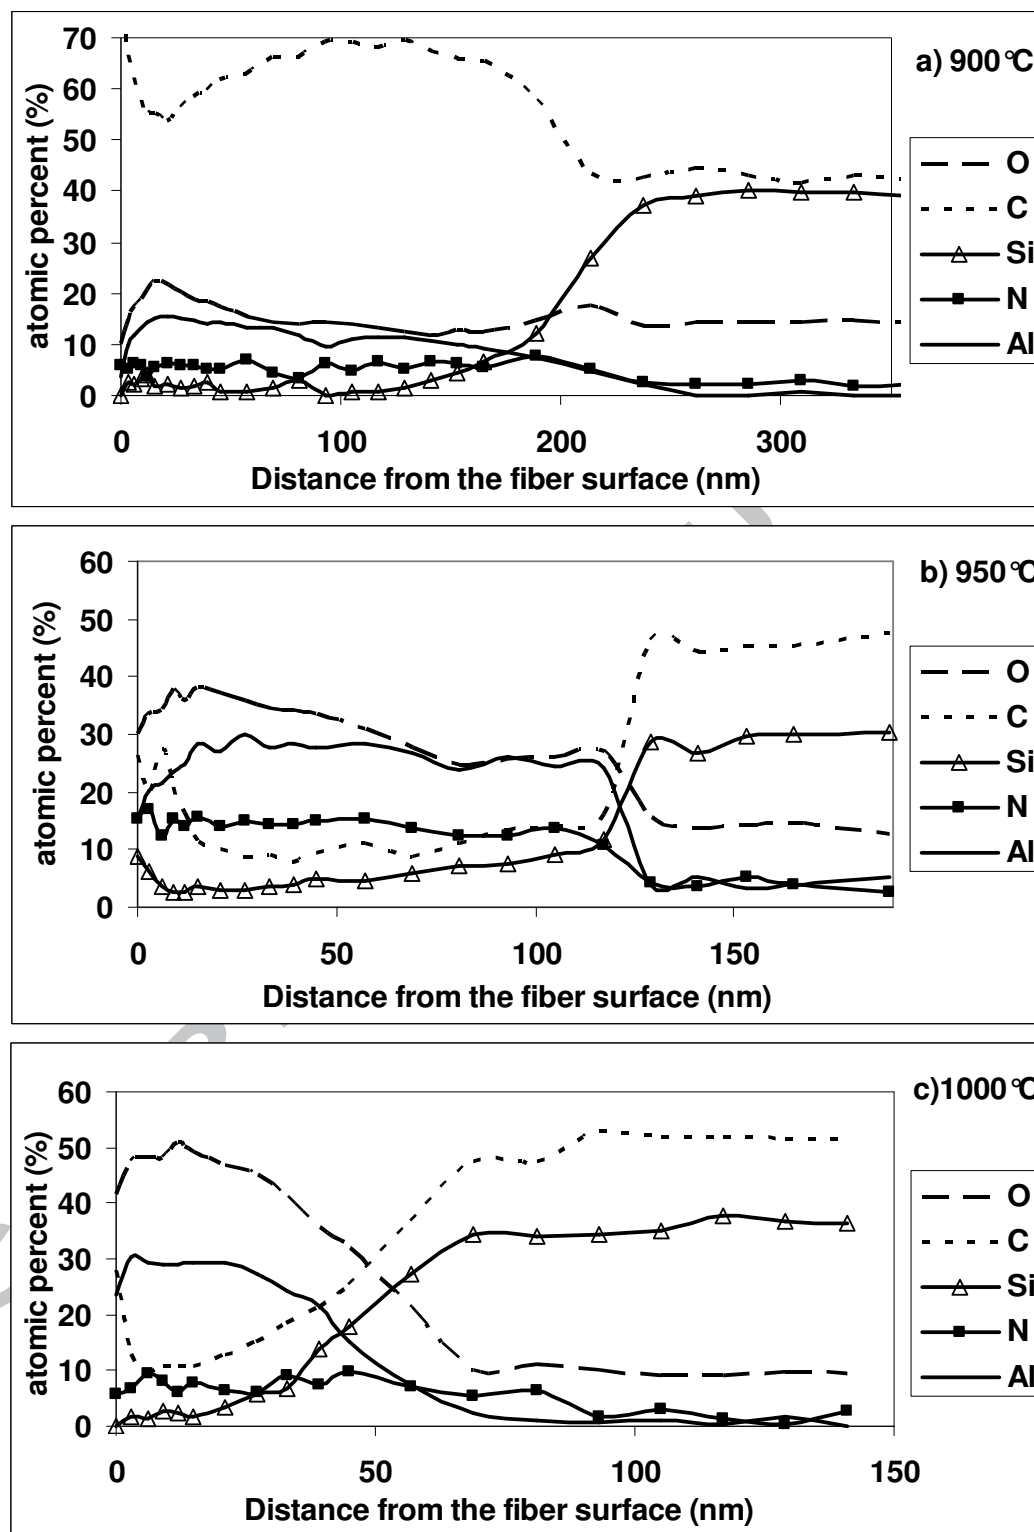 a) 900°C
atomic percent (%)
70
60
50
40
30
20
10
0
0 100 200 300
Distance from the fiber surface (nm)
O
C
Si
N
Al
b) 950°C
atomic percent (%)
60
50
40
30
20
10
0
0 50 100 150
Distance from the fiber surface (nm)
O
C
Si
N
Al
c)1000°C
atomic percent (%)
60
50
40
30
20
10
0
0 50 100 150
Distance from the fiber surface (nm)
O
C
Si
N
Al